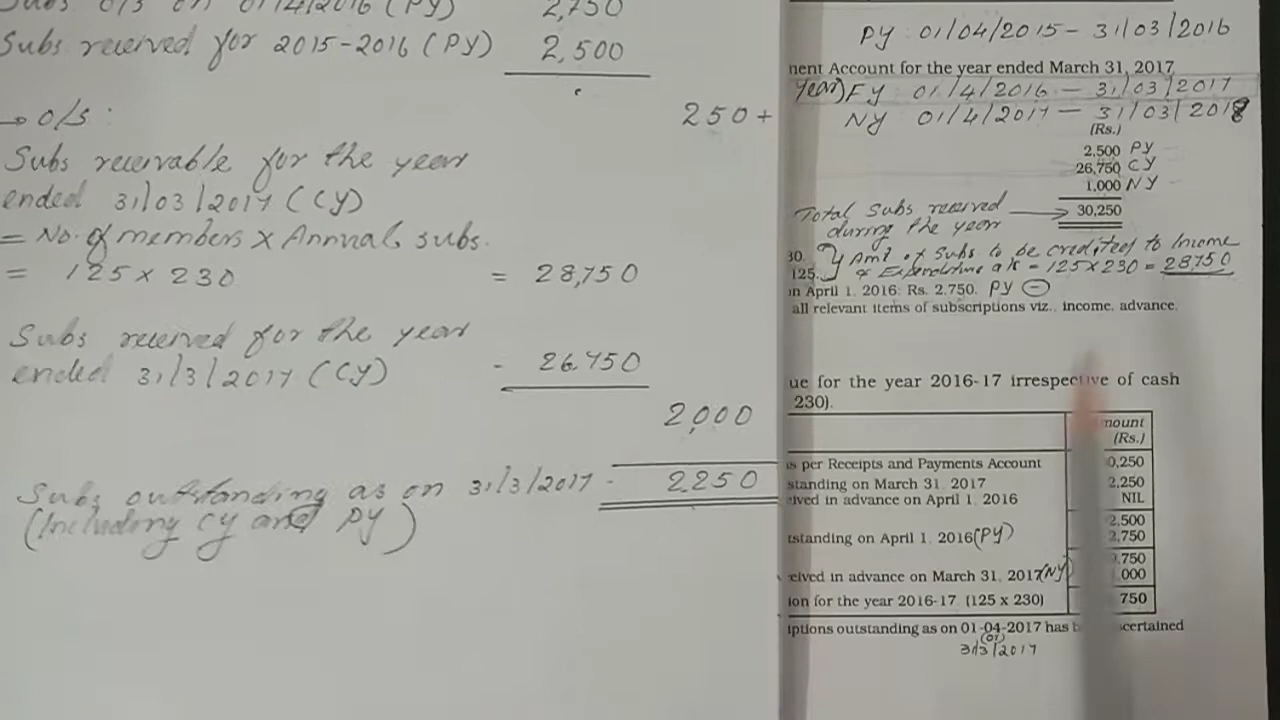 Subs o/s on 01/4/2016 (PY) 2,750
Subs received for 2015-2016 (PY) 2,500
250 +
→ o/s :
Subs receivable for the year
ended 31/03/2017 (CY)
= No. of members × Annual subs.
= 125 × 230 = 28,750
Subs received for the year
ended 31/3/2017 (CY) - 26,750
2,000
Subs outstanding as on 31/3/2017 - 2250
(Including CY and PY)
PY 01/04/2015 - 31/03/2016
nent Account for the year ended March 31, 2017
year) FY 01/4/2016 - 31/03/2017
NY 01/4/2017 - 31/03/2018
(Rs.)
2,500 PY
26,750 CY
1,000 NY
Total Subs received → 30,250
during the year
30. } Amt of Subs to be credited to Income
125. & Expenditure a/c = 125×230 = 28750
on April 1, 2016: Rs. 2,750. PY -
all relevant items of subscriptions viz., income, advance,
ue for the year 2016-17 irrespective of cash
230).
mount
(Rs.)
as per Receipts and Payments Account 0,250
standing on March 31, 2017 2,250
eived in advance on April 1, 2016 NIL
2,500
tstanding on April 1, 2016 (PY) 2,750
,750
eived in advance on March 31, 2017 (NY) 000
ion for the year 2016-17 (125 x 230) 750
iptions outstanding as on 01-04-2017 has b certained
(or)
31/3/2017